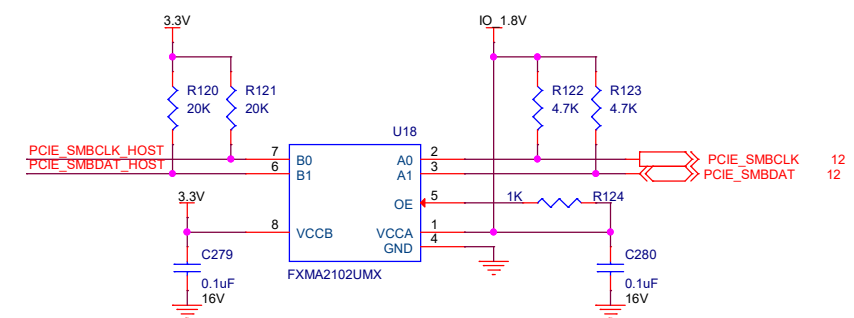 3.3V
IO_1.8V
R120
20K
R121
20K
R122
4.7K
R123
4.7K
U18
PCIE_SMBCLK_HOST
7
B0
A0
2
PCIE_SMBCLK
12
PCIE_SMBDAT_HOST
6
B1
A1
3
PCIE_SMBDAT
12
3.3V
OE
5
1K
R124
8
VCCB
VCCA
1
GND
4
C279
0.1uF
16V
FXMA2102UMX
C280
0.1uF
16V